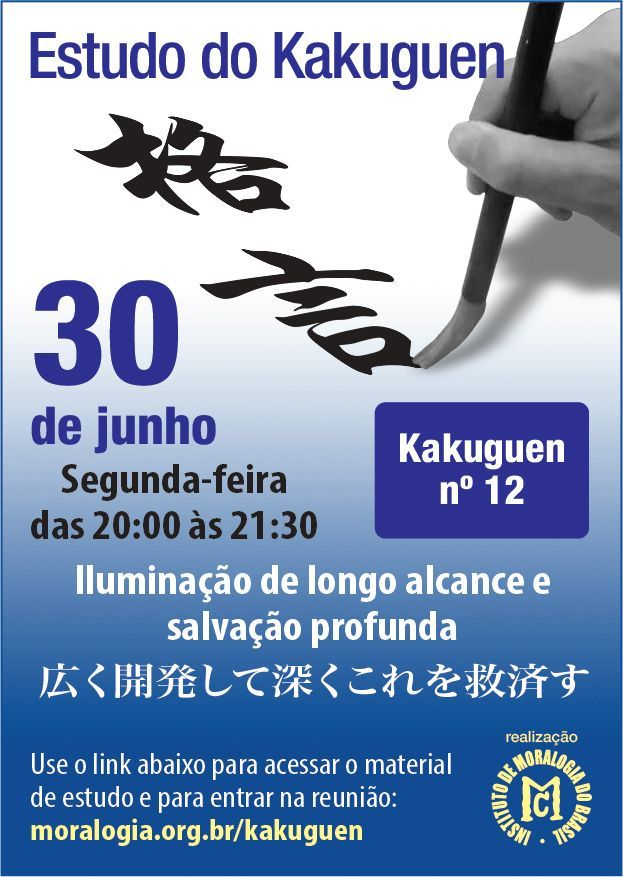 Estudo do Kakuguen
格
言
30
de junho
Segunda-feira
das 20:00 às 21:30
Kakuguen
nº 12
Iluminação de longo alcance e
salvação profunda
広く開発して深くこれを救済す
Use o link abaixo para acessar o material
de estudo e para entrar na reunião:
moralogia.org.br/kakuguen
realização
INSTITUTO DE MORALOGIA DO BRASIL